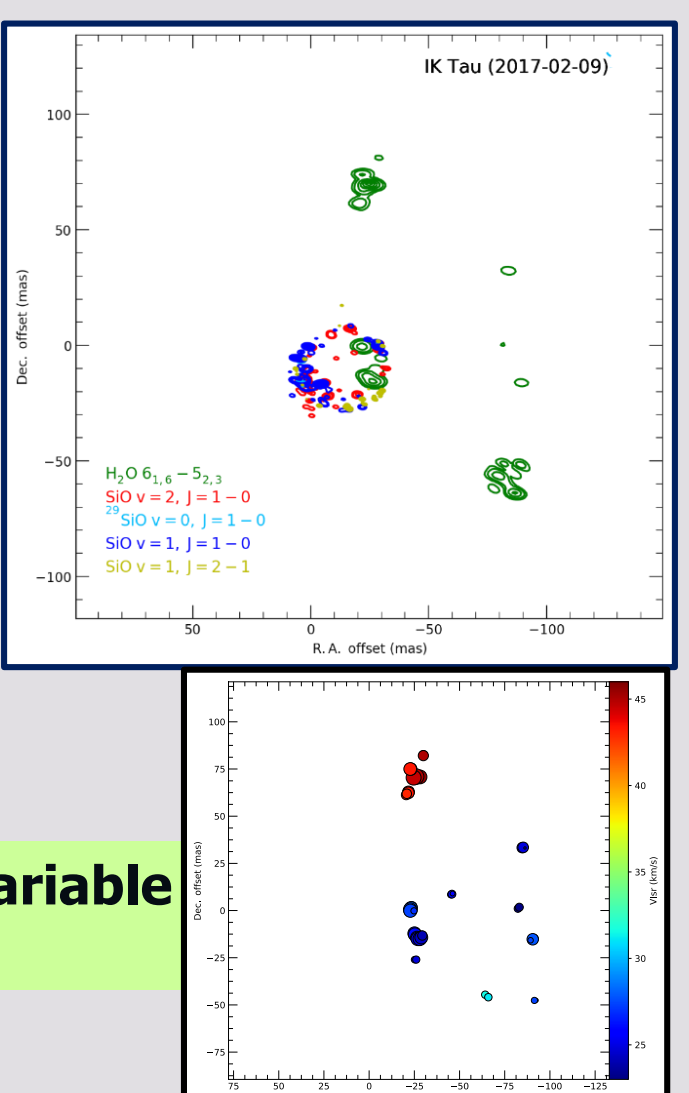 IK Tau (2017-02-09)
100
50
0
−50
−100
Dec. offset (mas)
H₂O 6₁,₆ − 5₂,₃
SiO v = 2, J = 1 − 0
²⁹SiO v = 0, J = 1 − 0
SiO v = 1, J = 1 − 0
SiO v = 1, J = 2 − 1
50 0 −50 −100
R.A. offset (mas)
ariable
100
75
50
25
0
−25
−50
−75
Dec. offset (mas)
75 50 25 0 −25 −50 −75 −100 −125
45
40
35
30
25
Vlsr (km/s)